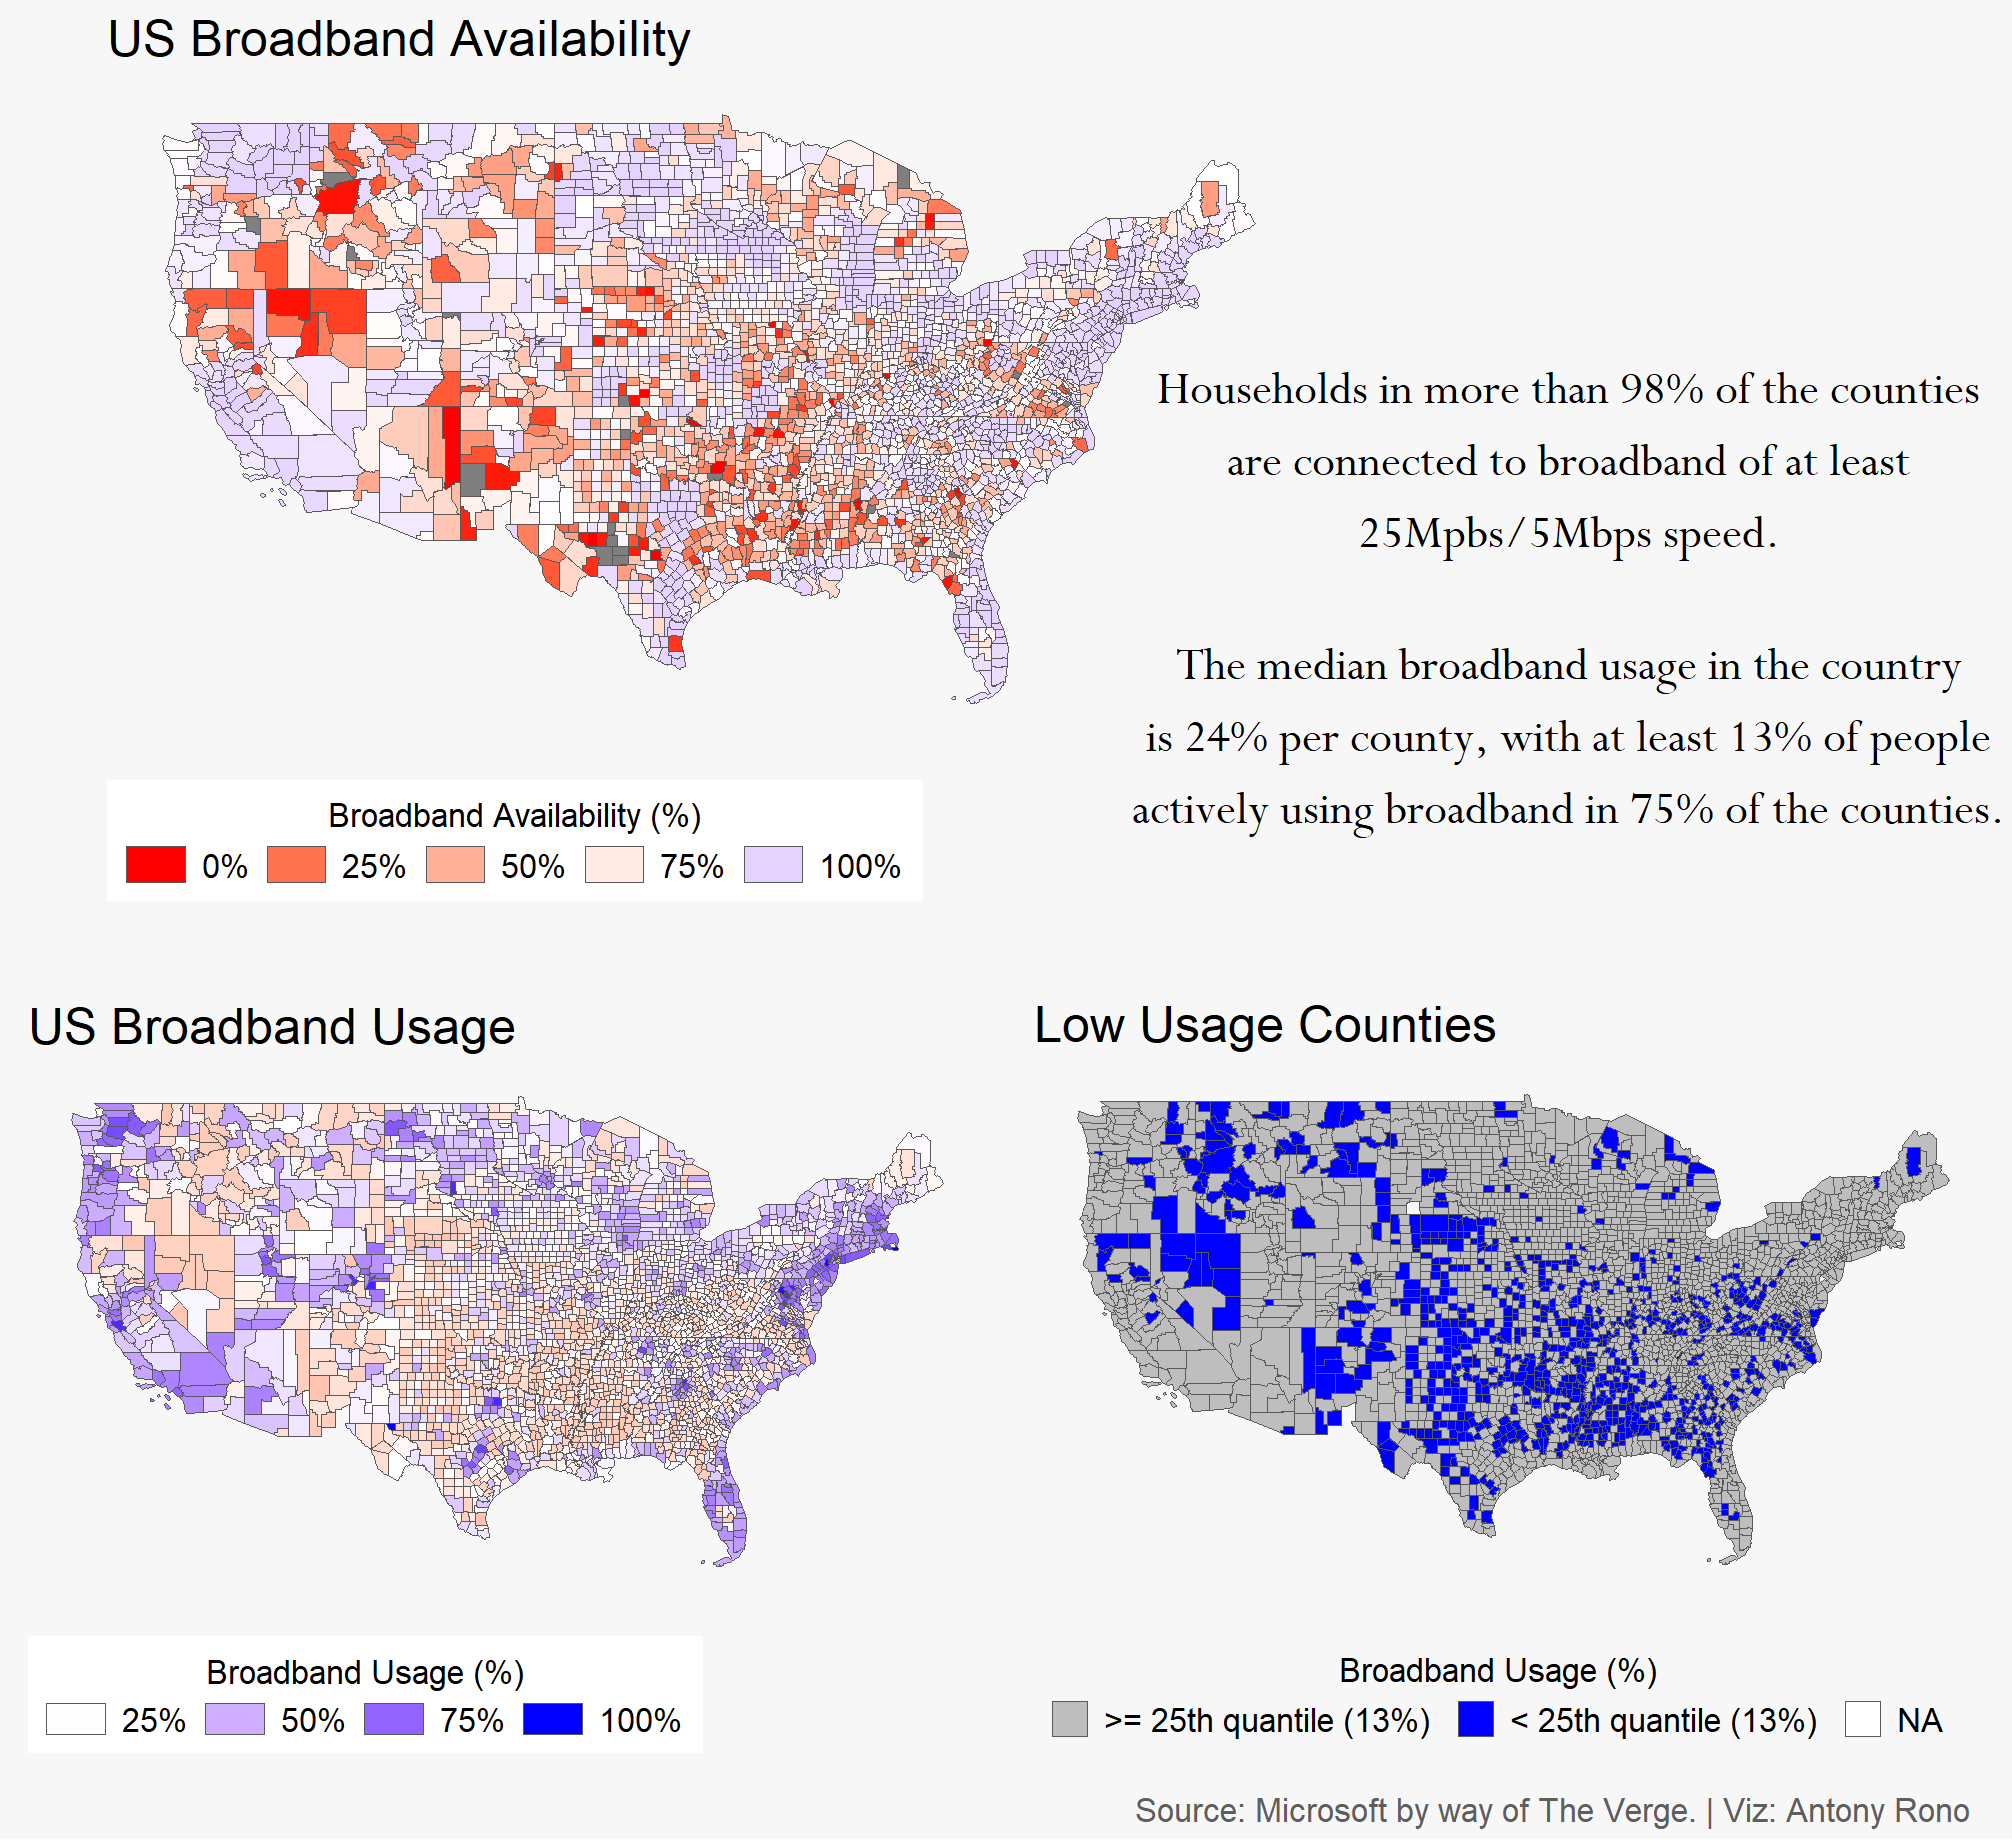 US Broadband Availability
Households in more than 98% of the counties
are connected to broadband of at least
25Mpbs/5Mbps speed.
The median broadband usage in the country
is 24% per county, with at least 13% of people
actively using broadband in 75% of the counties.
Broadband Availability (%)
0% 25% 50% 75% 100%
US Broadband Usage
Low Usage Counties
Broadband Usage (%)
25% 50% 75% 100%
Broadband Usage (%)
>= 25th quantile (13%) < 25th quantile (13%) NA
Source: Microsoft by way of The Verge. | Viz: Antony Rono